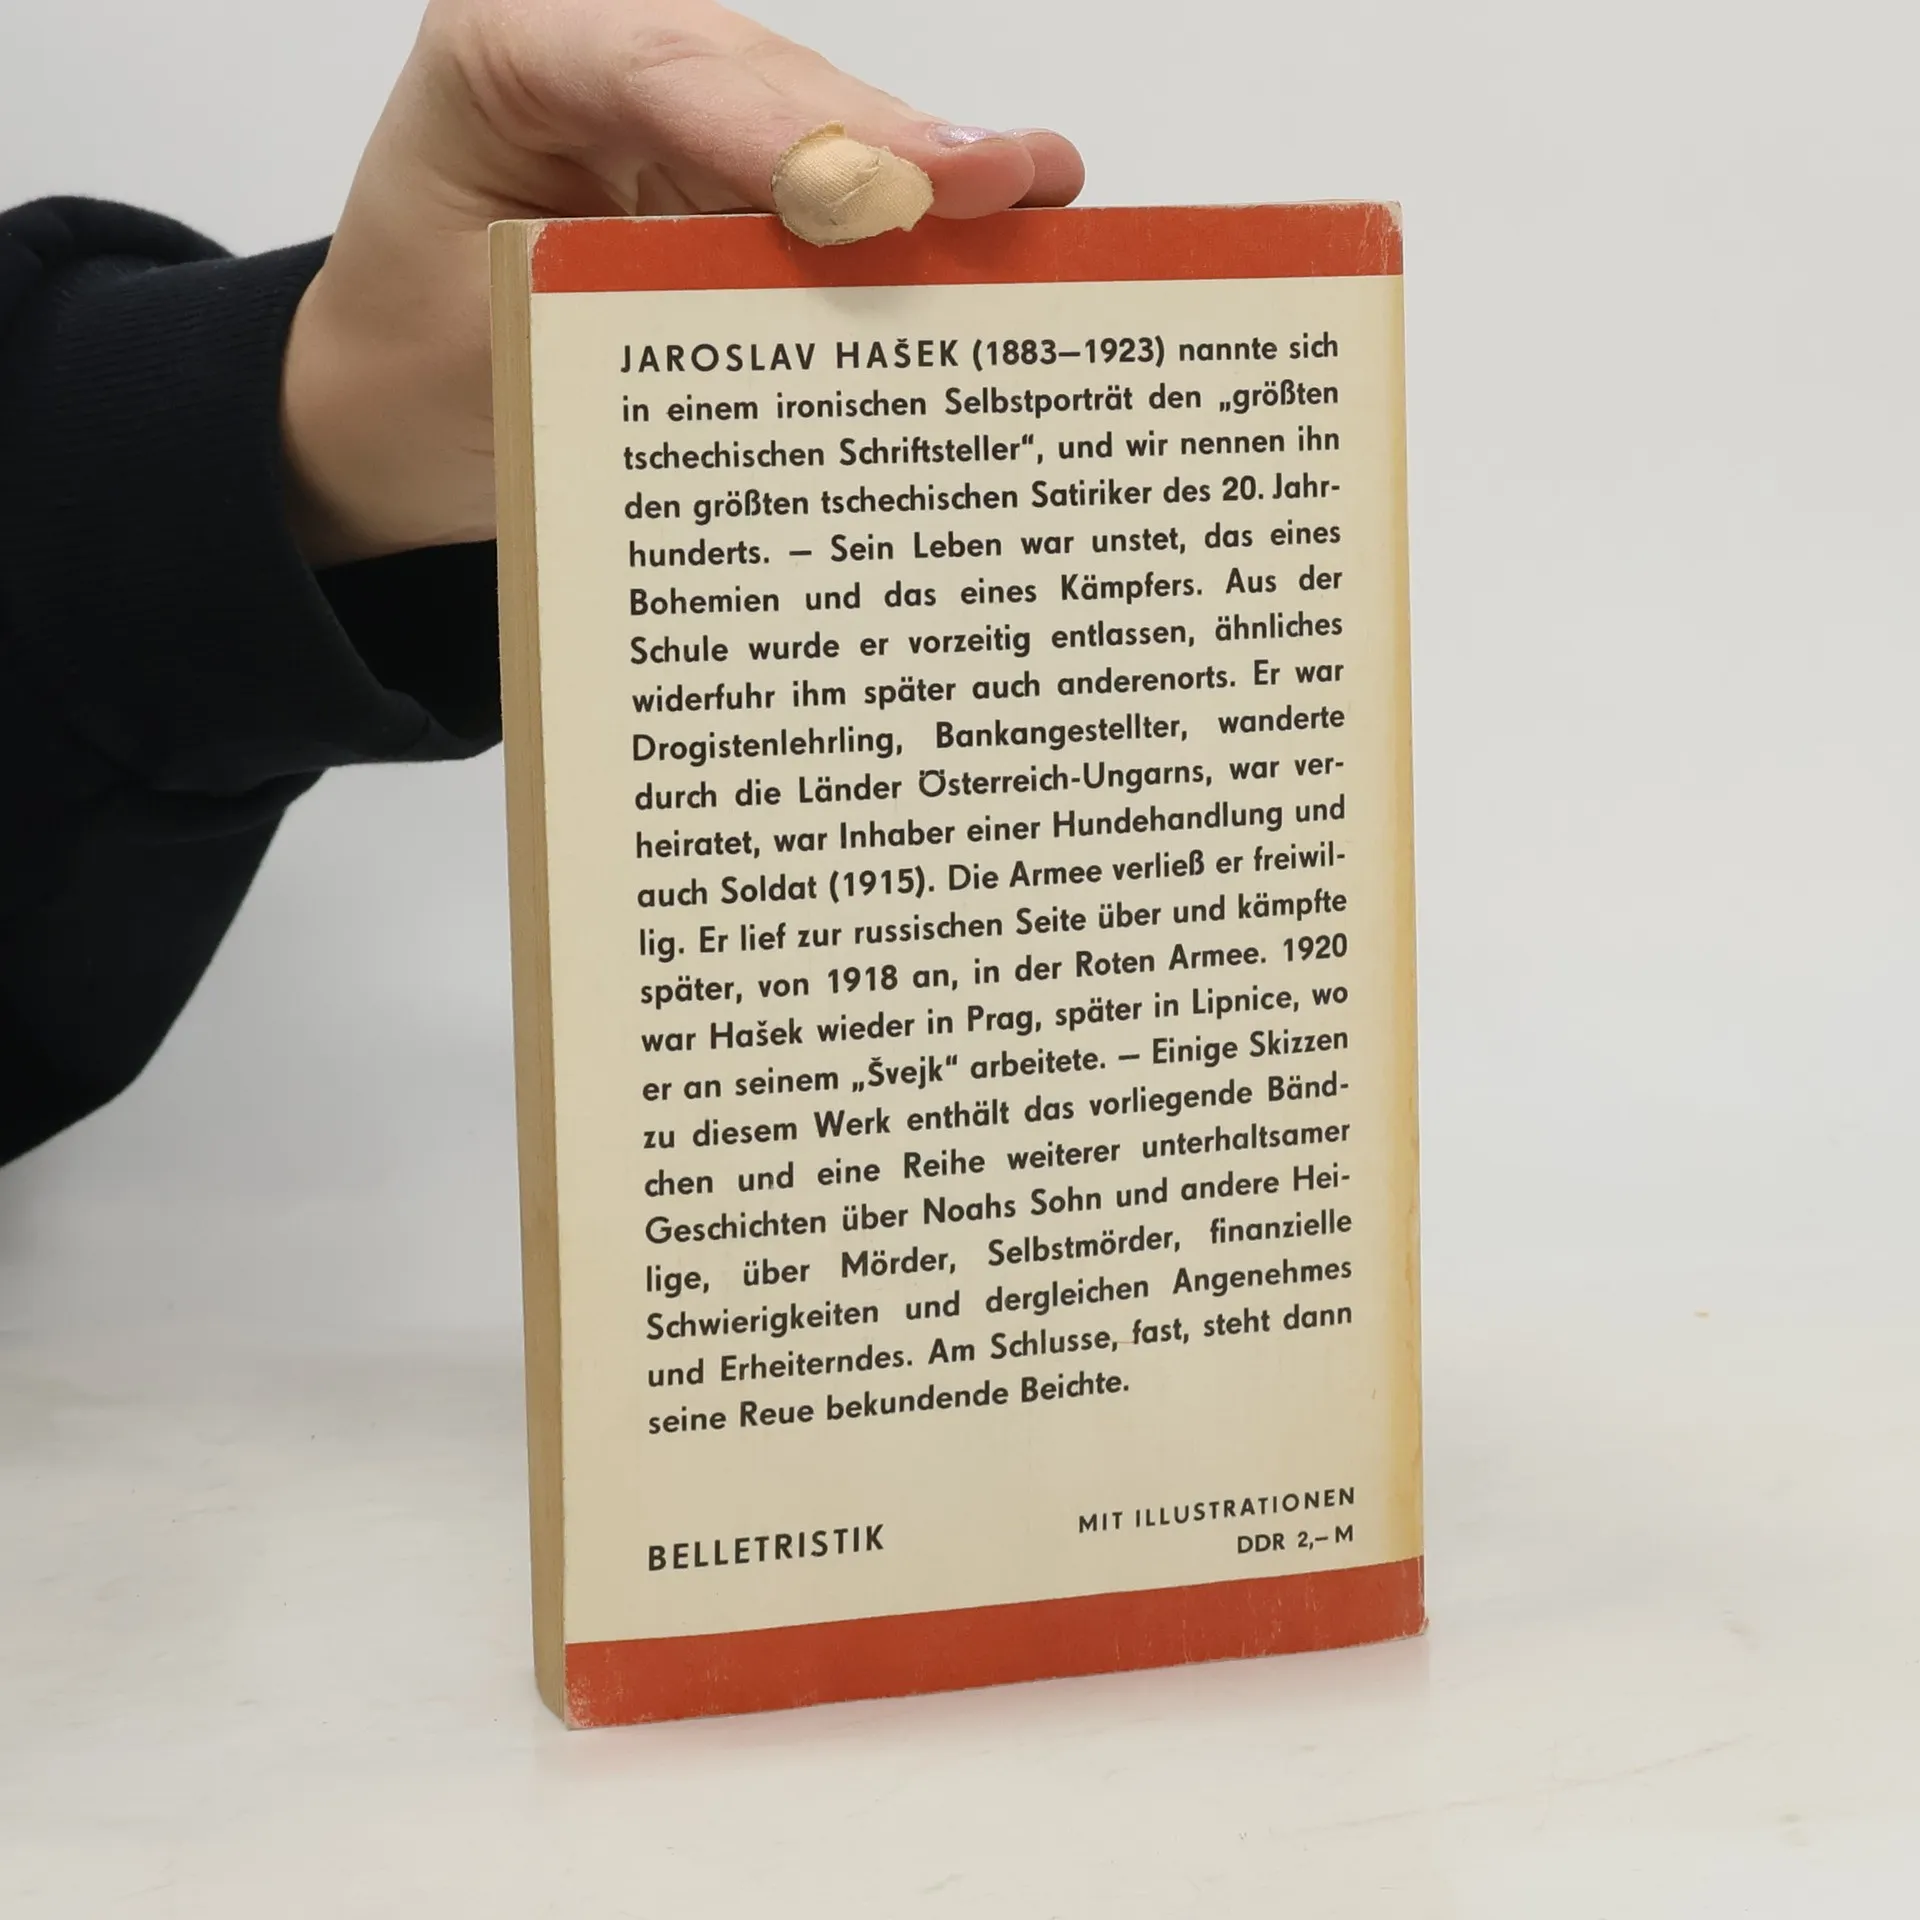 JAROSLAV HAŠEK (1883–1923) nannte sich
in einem ironischen Selbstporträt den „größten
tschechischen Schriftsteller“, und wir nennen ihn
den größten tschechischen Satiriker des 20. Jahr-
hunderts. – Sein Leben war unstet, das eines
Bohemien und das eines Kämpfers. Aus der
Schule wurde er vorzeitig entlassen, ähnliches
widerfuhr ihm später auch anderenorts. Er war
Drogistenlehrling, Bankangestellter, wanderte
durch die Länder Österreich-Ungarns, war ver-
heiratet, war Inhaber einer Hundehandlung und
auch Soldat (1915). Die Armee verließ er freiwil-
lig. Er lief zur russischen Seite über und kämpfte
später, von 1918 an, in der Roten Armee. 1920
war Hašek wieder in Prag, später in Lipnice, wo
er an seinem „Švejk“ arbeitete. – Einige Skizzen
zu diesem Werk enthält das vorliegende Bänd-
chen und eine Reihe weiterer unterhaltsamer
Geschichten über Noahs Sohn und andere Hei-
lige, über Mörder, Selbstmörder, finanzielle
Schwierigkeiten und dergleichen Angenehmes
und Erheiterndes. Am Schlusse, fast, steht dann
seine Reue bekundende Beichte.
BELLETRISTIK
MIT ILLUSTRATIONEN
DDR 2,– M